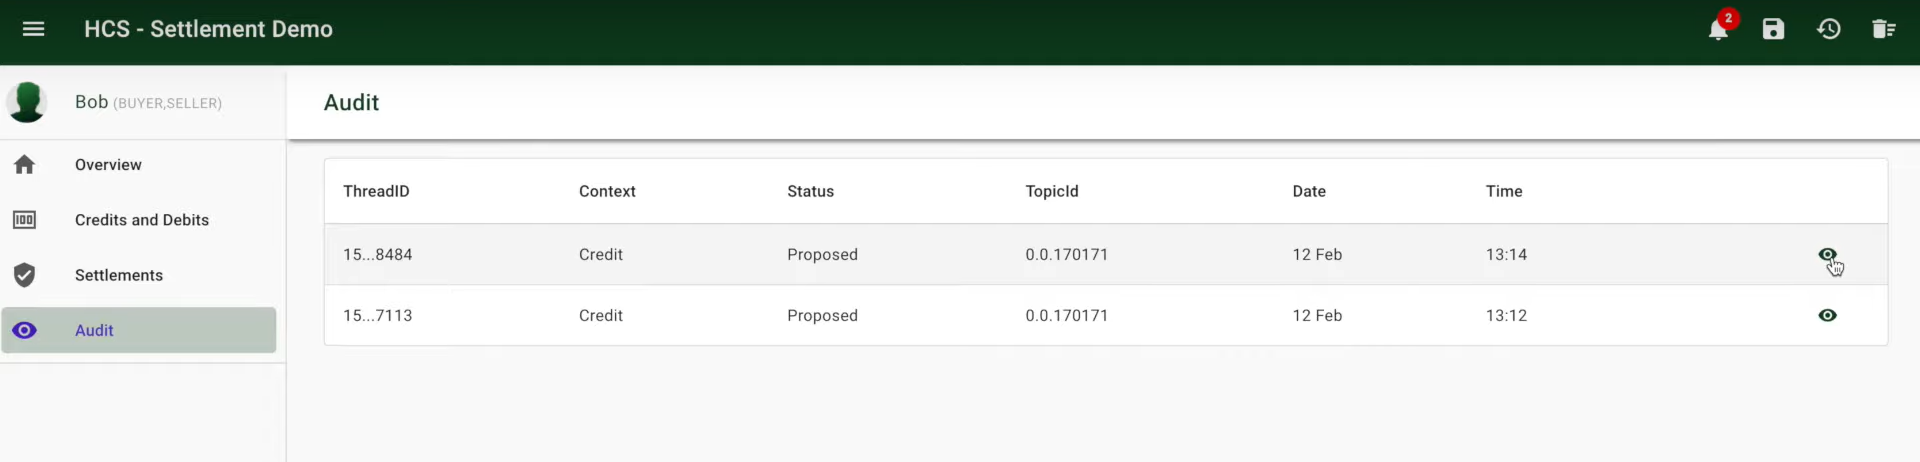 HCS - Settlement Demo
2
Bob (BUYER,SELLER)
Audit
Overview
Credits and Debits
100
Settlements
Audit
ThreadID Context Status TopicId Date Time
15...8484 Credit Proposed 0.0.170171 12 Feb 13:14
15...7113 Credit Proposed 0.0.170171 12 Feb 13:12